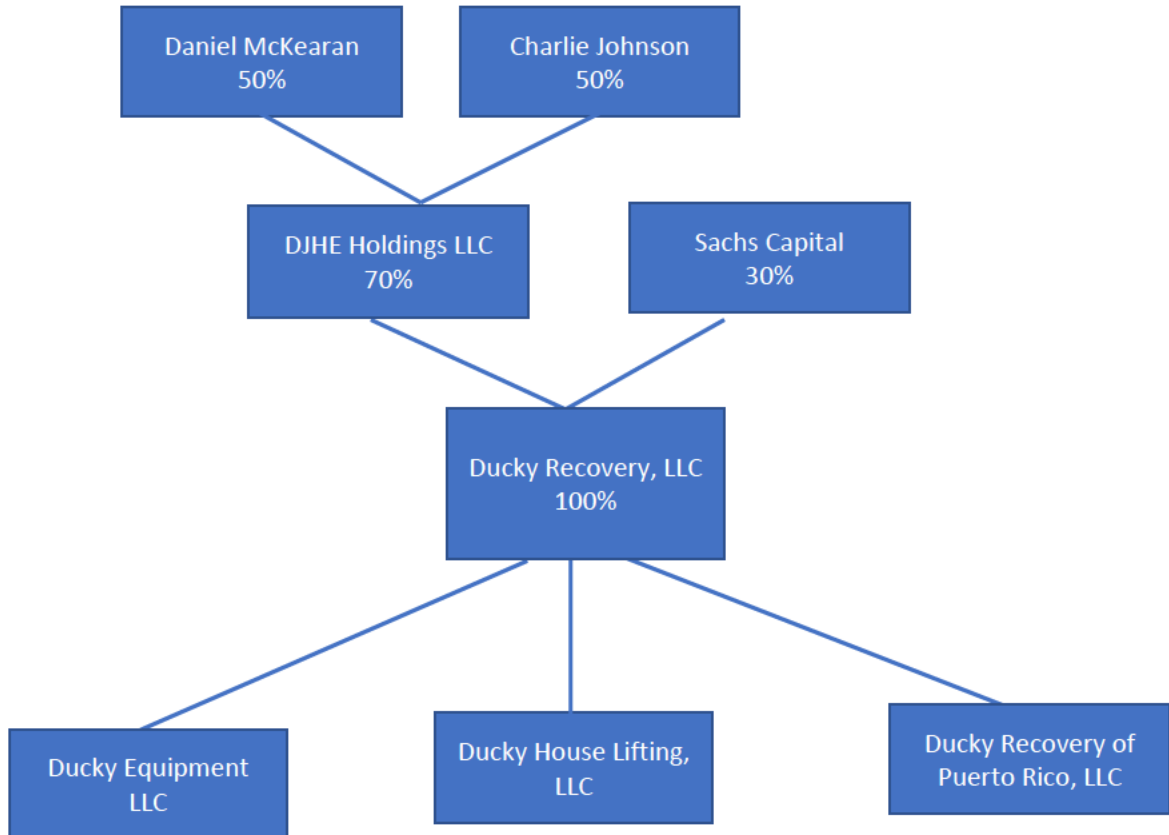 Daniel McKearan
50%
Charlie Johnson
50%
DJHE Holdings LLC
70%
Sachs Capital
30%
Ducky Recovery, LLC
100%
Ducky Equipment
LLC
Ducky House Lifting,
LLC
Ducky Recovery of
Puerto Rico, LLC